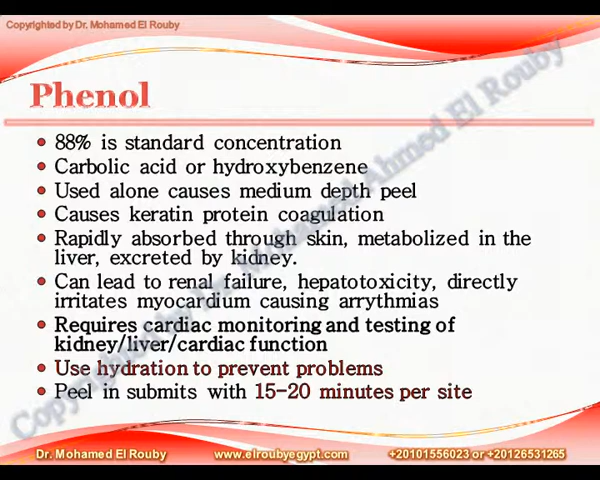 Copyrighted by Dr. Mohamed El Rouby
Phenol
88% is standard concentration
Carbolic acid or hydroxybenzene
Used alone causes medium depth peel
Causes keratin protein coagulation
Rapidly absorbed through skin, metabolized in the
liver, excreted by kidney.
Can lead to renal failure, hepatotoxicity, directly
irritates myocardium causing arrythmias
Requires cardiac monitoring and testing of
kidney/liver/cardiac function
Use hydration to prevent problems
Peel in submits with 15-20 minutes per site
Copyrighted by Dr. Mohamed Ahmed El Rouby
Dr. Mohamed El Rouby www.elroubyegypt.com +20101556023 or +20126531265